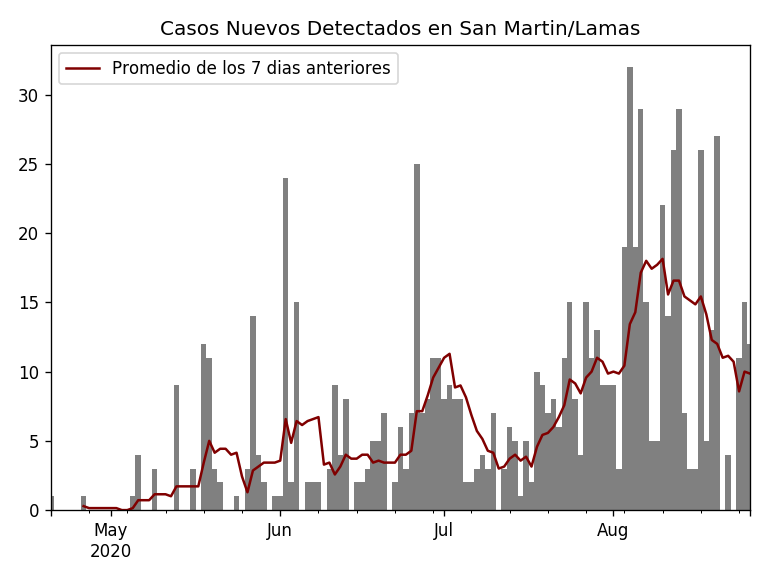 Casos Nuevos Detectados en San Martin/Lamas
Promedio de los 7 dias anteriores
30
25
20
15
10
5
0
May Jun Jul Aug
2020